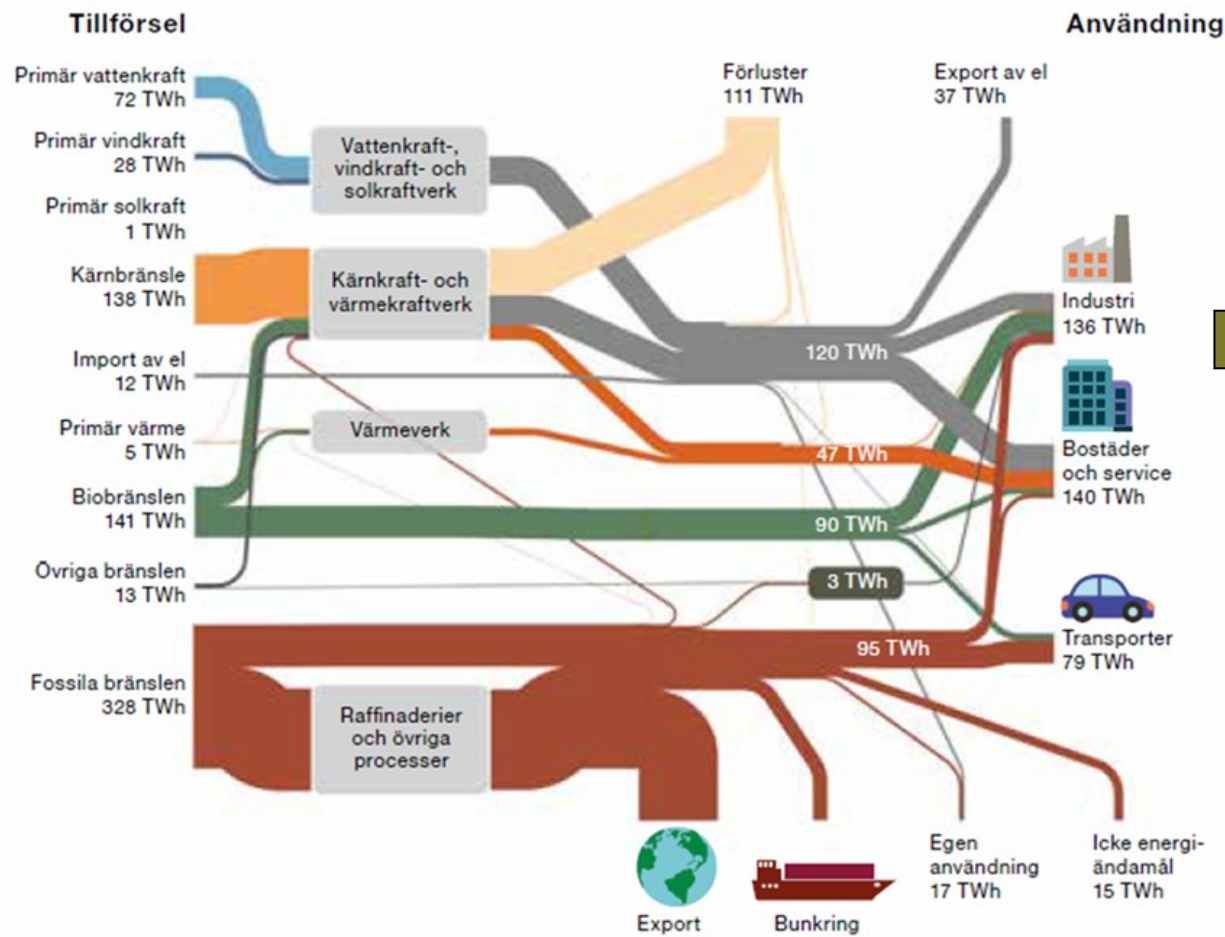 Tillförsel
Användning
Primär vattenkraft
72 TWh
Primär vindkraft
28 TWh
Primär solkraft
1 TWh
Kärnbränsle
138 TWh
Import av el
12 TWh
Primär värme
5 TWh
Biobränslen
141 TWh
Övriga bränslen
13 TWh
Fossila bränslen
328 TWh
Vattenkraft-,
vindkraft- och
solkraftverk
Kärnkraft- och
värmekraftverk
Värmeverk
Raffinaderier
och övriga
processer
Förluster
111 TWh
Export av el
37 TWh
120 TWh
47 TWh
90 TWh
3 TWh
95 TWh
Industri
136 TWh
Bostäder
och service
140 TWh
Transporter
79 TWh
Export
Bunkring
Egen
användning
17 TWh
Icke energi-
ändamål
15 TWh